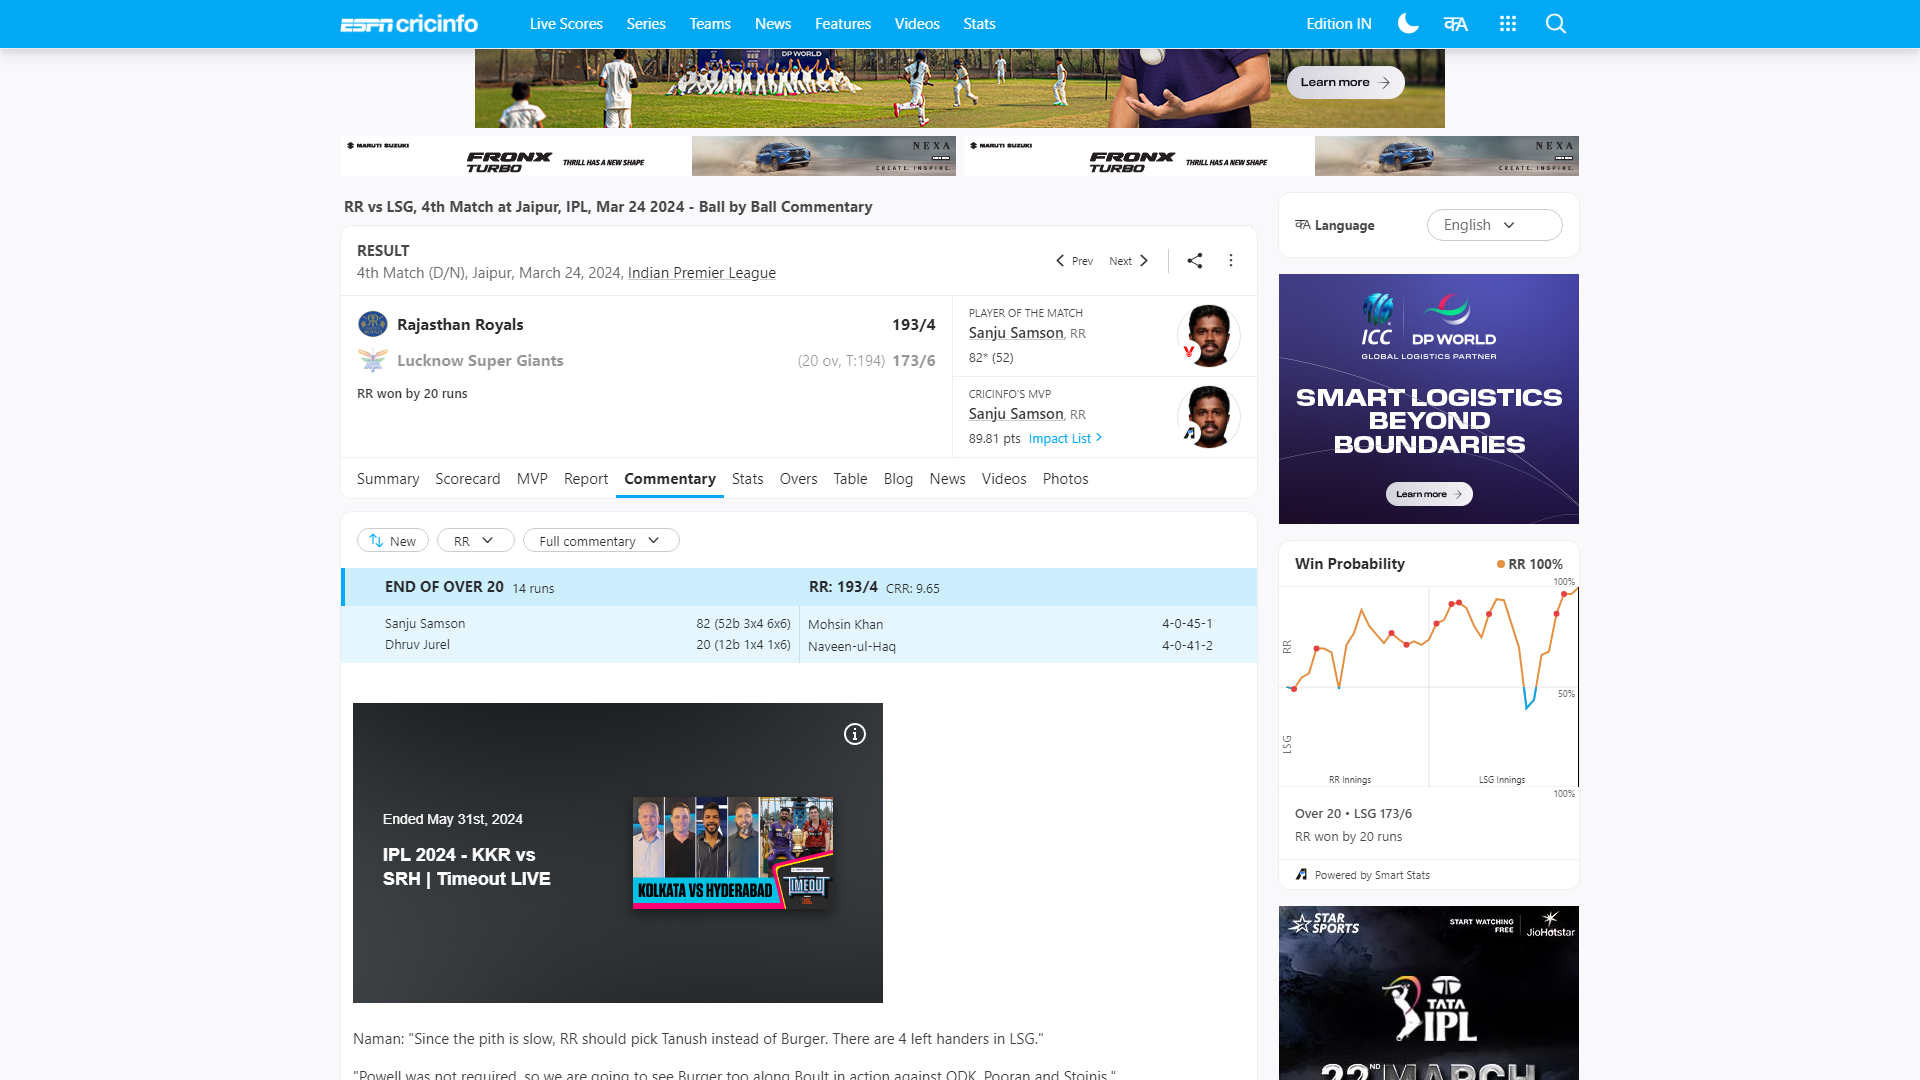 ESPN cricinfo
Live Scores Series Teams News Features Videos Stats
Edition IN
क A
DP WORLD
Learn more
MARUTI SUZUKI
FRONX TURBO
THRILL HAS A NEW SHAPE
NEXA
CREATE. INSPIRE.
MARUTI SUZUKI
FRONX TURBO
THRILL HAS A NEW SHAPE
NEXA
CREATE. INSPIRE.
RR vs LSG, 4th Match at Jaipur, IPL, Mar 24 2024 - Ball by Ball Commentary
RESULT
4th Match (D/N), Jaipur, March 24, 2024, Indian Premier League
Prev Next
Rajasthan Royals 193/4
Lucknow Super Giants (20 ov, T:194) 173/6
RR won by 20 runs
PLAYER OF THE MATCH
Sanju Samson, RR
82* (52)
CRICINFO'S MVP
Sanju Samson, RR
89.81 pts Impact List
Summary Scorecard MVP Report Commentary Stats Overs Table Blog News Videos Photos
New RR Full commentary
END OF OVER 20 14 runs RR: 193/4 CRR: 9.65
Sanju Samson 82 (52b 3x4 6x6) Mohsin Khan 4-0-45-1
Dhruv Jurel 20 (12b 1x4 1x6) Naveen-ul-Haq 4-0-41-2
Ended May 31st, 2024
IPL 2024 - KKR vs
SRH | Timeout LIVE
KOLKATA VS HYDERABAD
TIMEOUT
Naman: "Since the pith is slow, RR should pick Tanush instead of Burger. There are 4 left handers in LSG."
"Powell was not required, so we are going to see Burger too along Boult in action against QDK, Pooran and Stoinis."
क A Language English
ICC DP WORLD
GLOBAL LOGISTICS PARTNER
SMART LOGISTICS
BEYOND
BOUNDARIES
Learn more
Win Probability RR 100%
100%
RR
50%
LSG
RR Innings LSG Innings
100%
Over 20 • LSG 173/6
RR won by 20 runs
Powered by Smart Stats
STAR SPORTS
START WATCHING FREE
JioHotstar
TATA
IPL
22ND MARCH